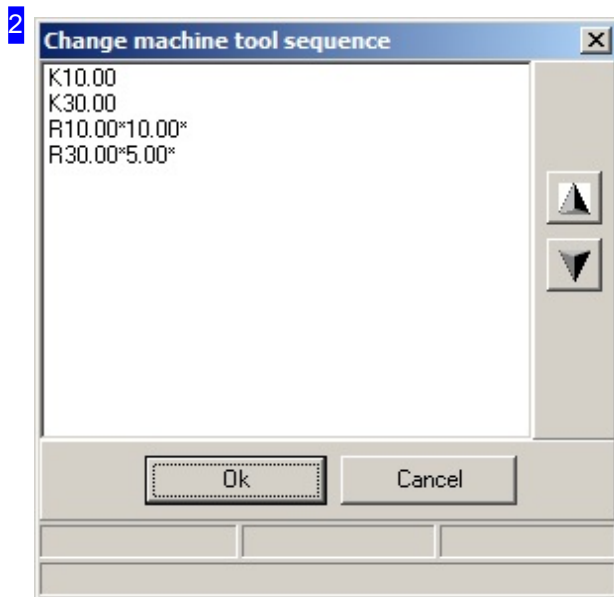 2
Change machine tool sequence
K10.00
K30.00
R10.00*10.00*
R30.00*5.00*
Ok
Cancel